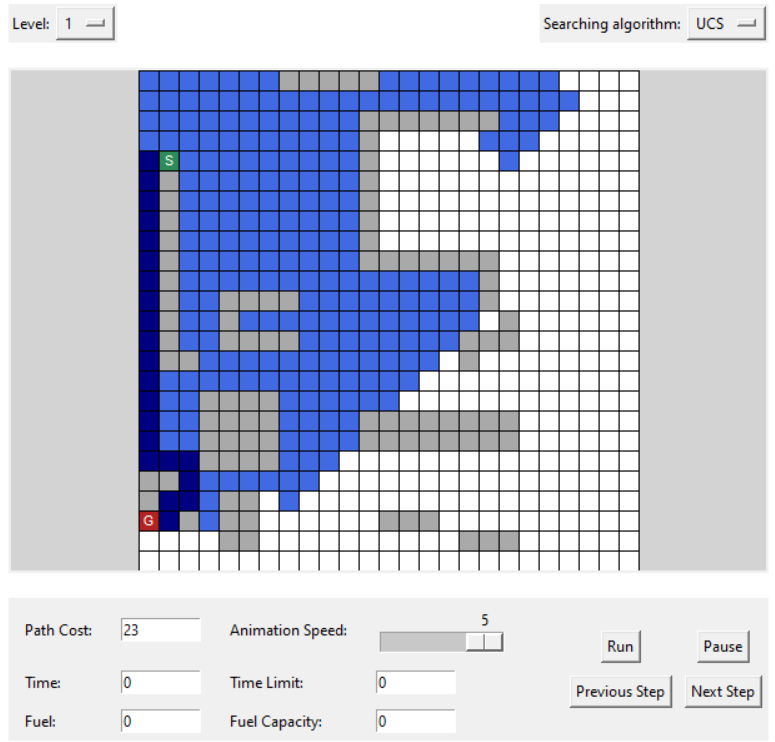 Level: 1 Searching algorithm: UCS
S
G
5
Path Cost: 23 Animation Speed:
Run Pause
Time: 0 Time Limit: 0
Previous Step Next Step
Fuel: 0 Fuel Capacity: 0